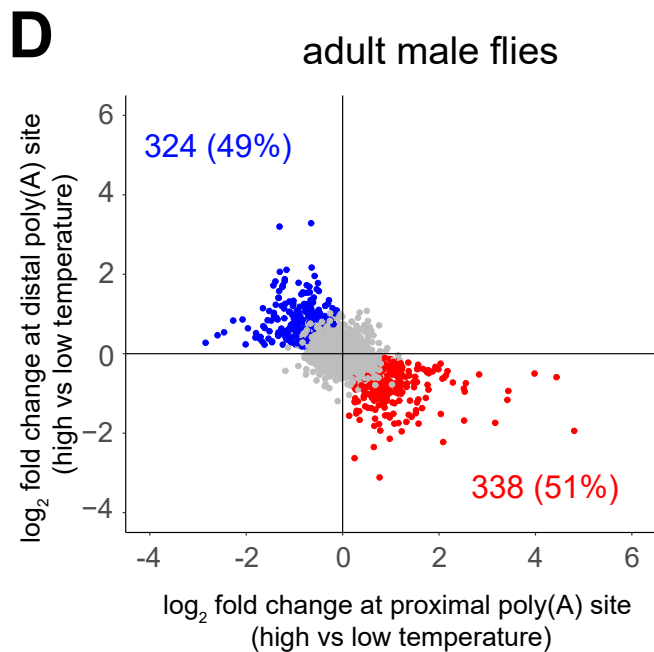 D
adult male flies
log2 fold change at distal poly(A) site
(high vs low temperature)
6
4
2
0
−2
−4
324 (49%)
338 (51%)
-4
-2
0
2
4
6
log2 fold change at proximal poly(A) site
(high vs low temperature)